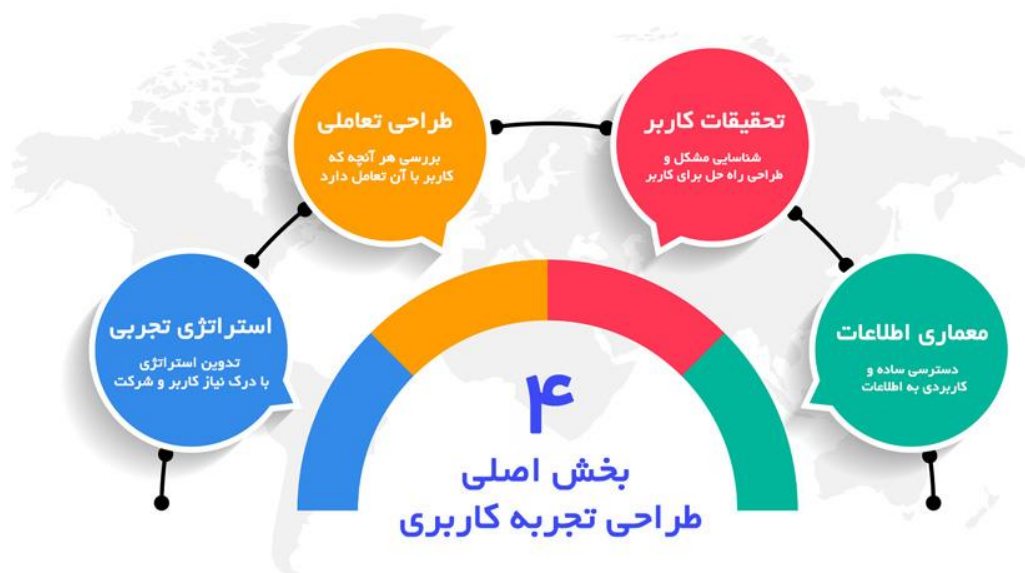 تحقیقات کاربر
شناسایی مشکل و
طراحی راه حل برای کاربر
طراحی تعاملی
بررسی هر آنچه که
کاربر با آن تعامل دارد
معماری اطلاعات
دسترسی ساده و
کاربردی به اطلاعات
استراتژی تجربی
تدوین استراتژی
با درک نیاز کاربر و شرکت
۴
بخش اصلی
طراحی تجربه کاربری